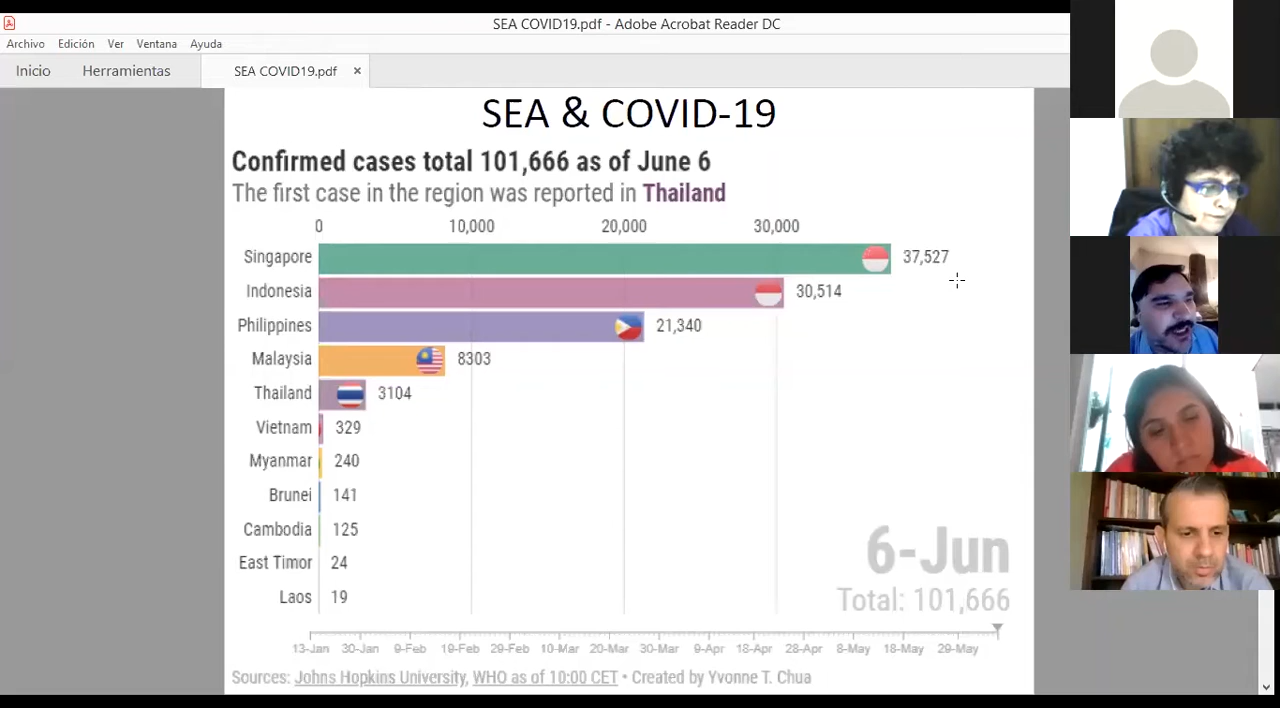 SEA COVID19.pdf - Adobe Acrobat Reader DC
Archivo Edición Ver Ventana Ayuda
Inicio Herramientas SEA COVID19.pdf ×
SEA & COVID-19
Confirmed cases total 101,666 as of June 6
The first case in the region was reported in Thailand
0 10,000 20,000 30,000
Singapore 37,527
Indonesia 30,514
Philippines 21,340
Malaysia 8303
Thailand 3104
Vietnam 329
Myanmar 240
Brunei 141
Cambodia 125
East Timor 24
Laos 19
6-Jun
Total: 101,666
13-Jan 30-Jan 9-Feb 19-Feb 29-Feb 10-Mar 20-Mar 30-Mar 9-Apr 18-Apr 28-Apr 8-May 18-May 29-May
Sources: Johns Hopkins University, WHO as of 10:00 CET • Created by Yvonne T. Chua